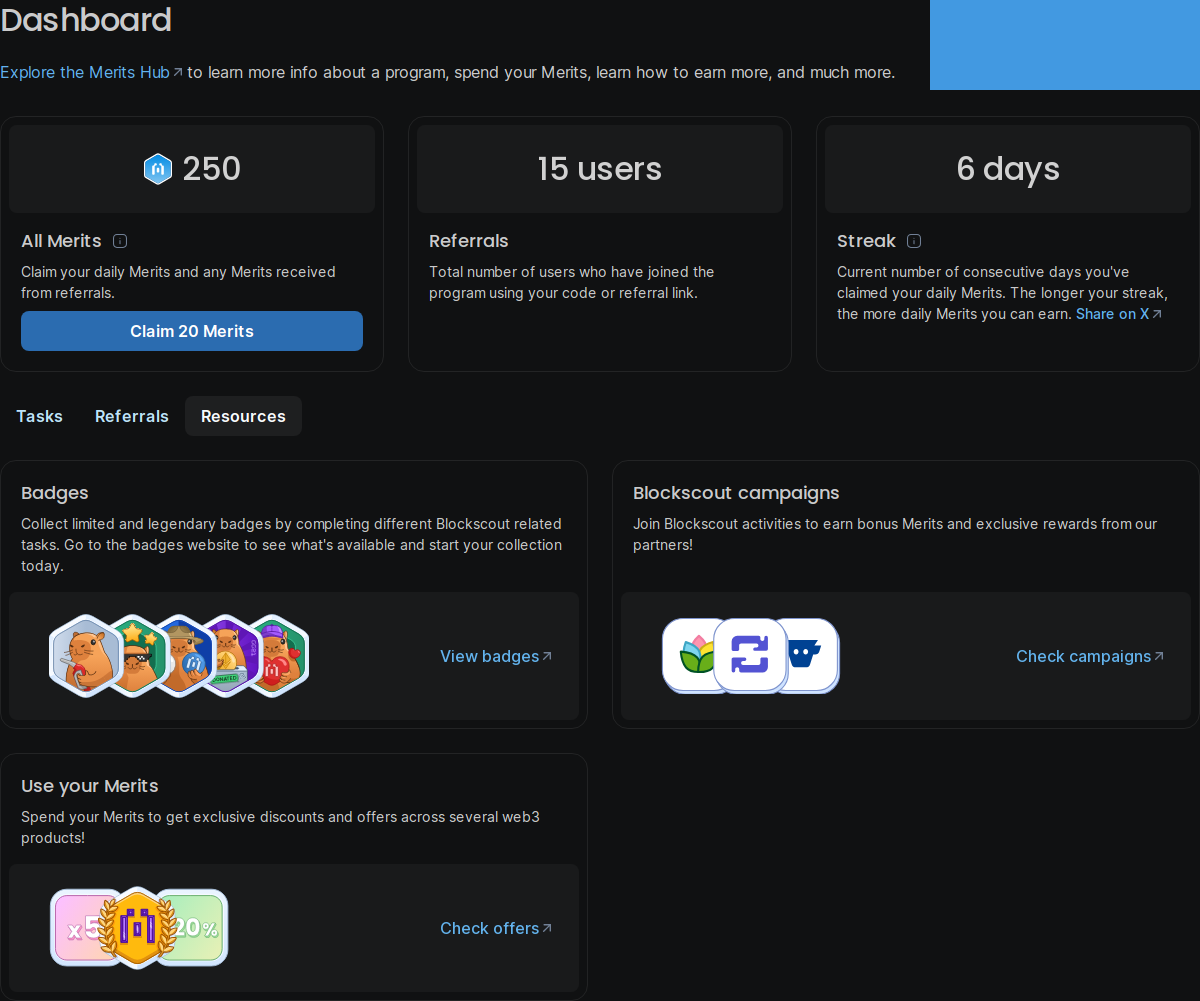 Dashboard
Explore the Merits Hub to learn more info about a program, spend your Merits, learn how to earn more, and much more.
250
All Merits
Claim your daily Merits and any Merits received
from referrals.
Claim 20 Merits
15 users
Referrals
Total number of users who have joined the
program using your code or referral link.
6 days
Streak
Current number of consecutive days you've
claimed your daily Merits. The longer your streak,
the more daily Merits you can earn. Share on X
Tasks
Referrals
Resources
Badges
Collect limited and legendary badges by completing different Blockscout related
tasks. Go to the badges website to see what's available and start your collection
today.
DONATED
View badges
Blockscout campaigns
Join Blockscout activities to earn bonus Merits and exclusive rewards from our
partners!
Check campaigns
Use your Merits
Spend your Merits to get exclusive discounts and offers across several web3
products!
x5
20%
Check offers